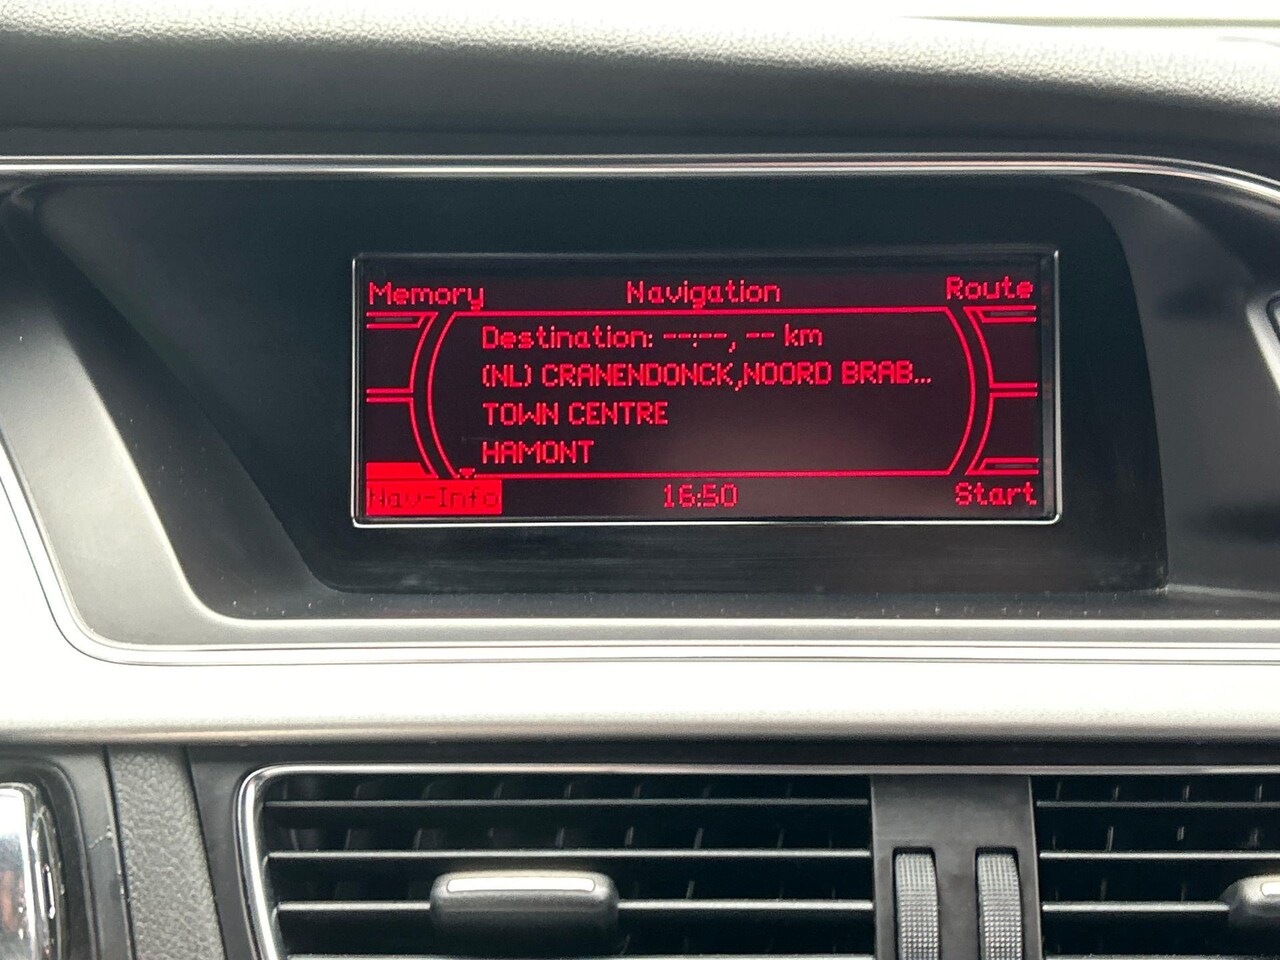 Memory Navigation Route
Destination: --:--, -- km
(NL) CRANENDONCK,NOORD BRAB...
TOWN CENTRE
HAMONT
Nav-Info 16:50 Start